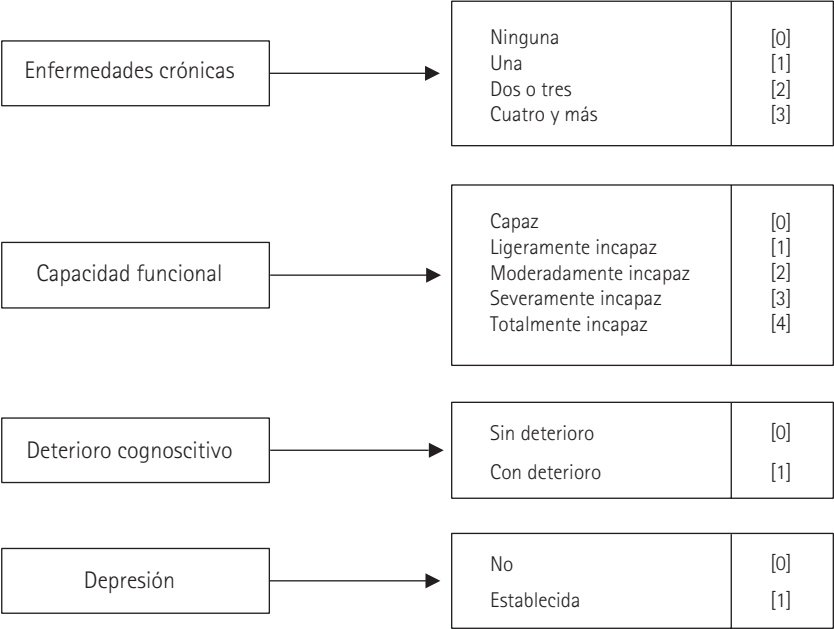 Enfermedades crónicas
Ninguna [0]
Una [1]
Dos o tres [2]
Cuatro y más [3]
Capacidad funcional
Capaz [0]
Ligeramente incapaz [1]
Moderadamente incapaz [2]
Severamente incapaz [3]
Totalmente incapaz [4]
Deterioro cognoscitivo
Sin deterioro [0]
Con deterioro [1]
Depresión
No [0]
Establecida [1]